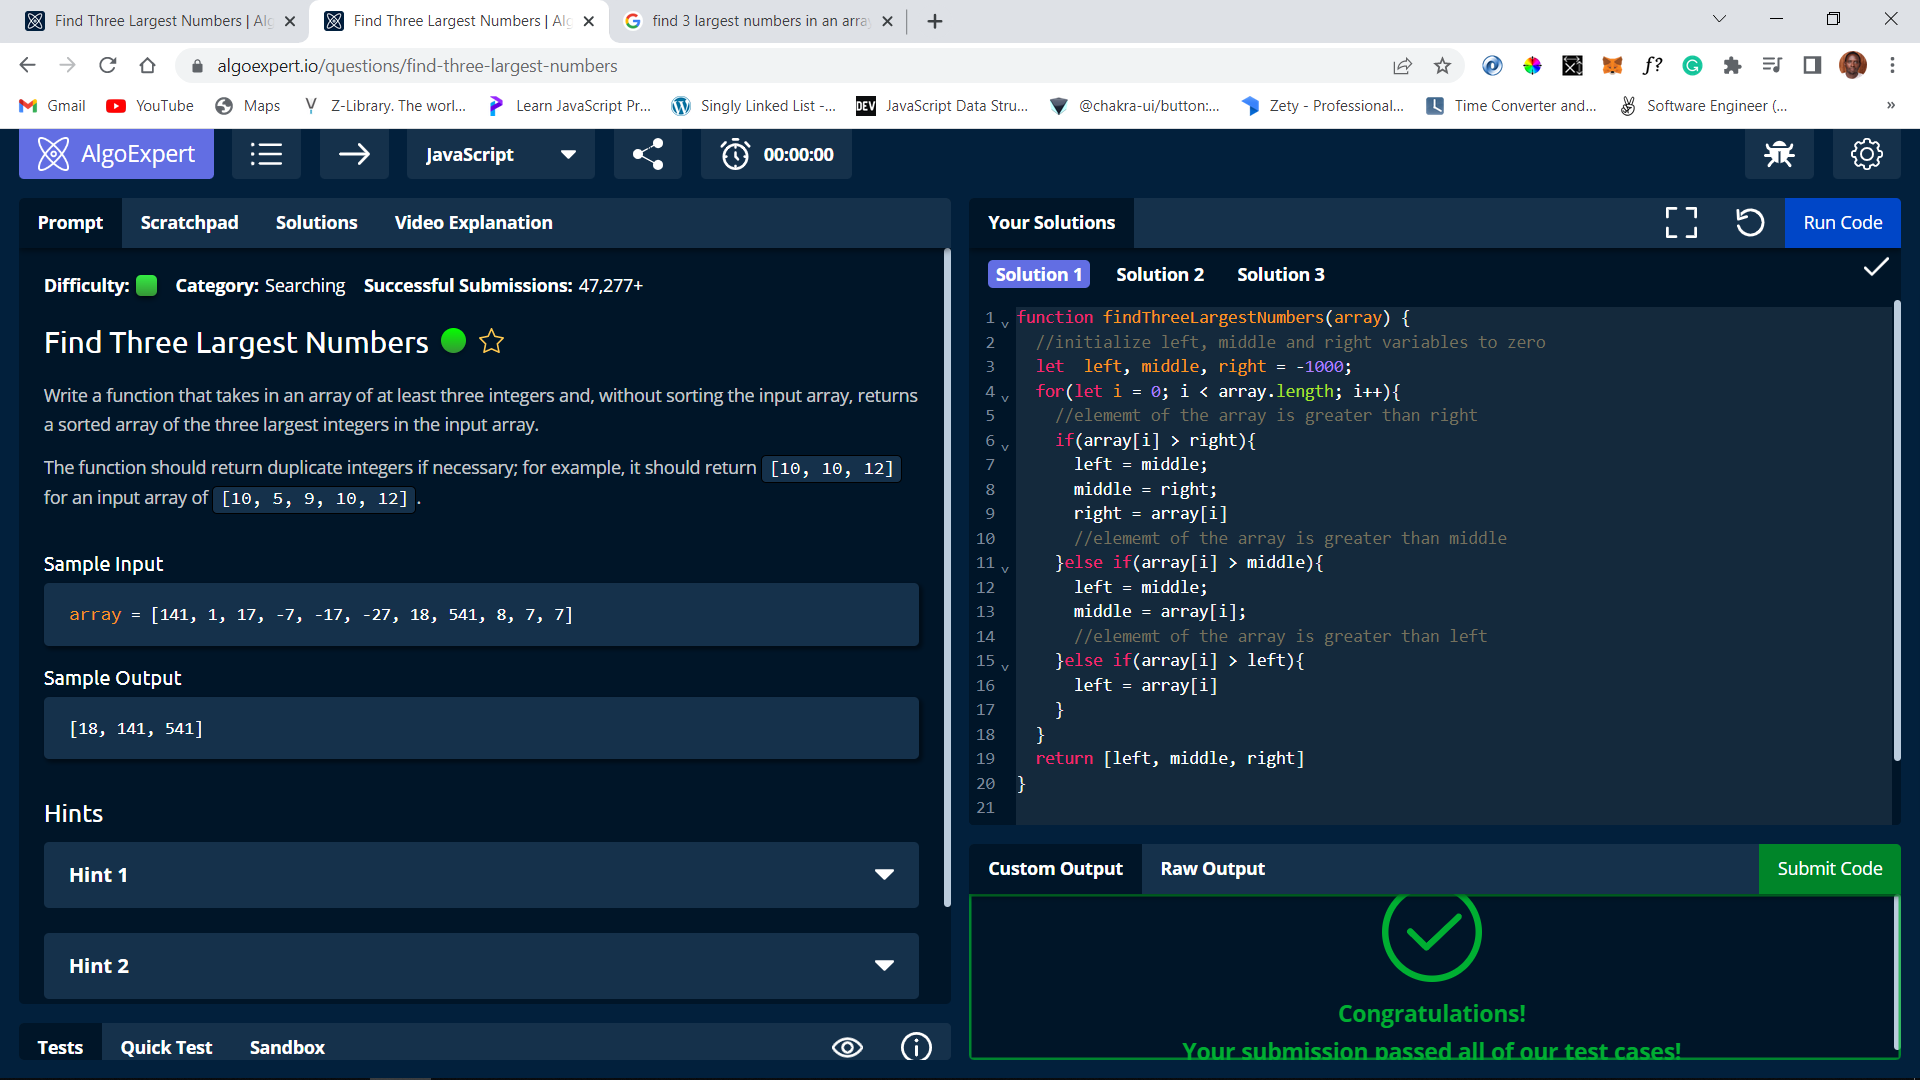 Find Three Largest Numbers | Alg
Find Three Largest Numbers | Alg
find 3 largest numbers in an array
algoexpert.io/questions/find-three-largest-numbers
f?
Gmail
YouTube
Maps
Z-Library. The worl...
Learn JavaScript Pr...
Singly Linked List -...
DEV
JavaScript Data Stru...
@chakra-ui/button:...
Zety - Professional...
Time Converter and...
Software Engineer (...
»
AlgoExpert
JavaScript
00:00:00
Prompt
Scratchpad
Solutions
Video Explanation
Difficulty:
Category: Searching
Successful Submissions: 47,277+
Find Three Largest Numbers
Write a function that takes in an array of at least three integers and, without sorting the input array, returns
a sorted array of the three largest integers in the input array.
The function should return duplicate integers if necessary; for example, it should return [10, 10, 12]
for an input array of [10, 5, 9, 10, 12].
Sample Input
array = [141, 1, 17, -7, -17, -27, 18, 541, 8, 7, 7]
Sample Output
[18, 141, 541]
Hints
Hint 1
Hint 2
Tests
Quick Test
Sandbox
Your Solutions
Run Code
Solution 1
Solution 2
Solution 3
1 function findThreeLargestNumbers(array) {
2 //initialize left, middle and right variables to zero
3 let  left, middle, right = -1000;
4 for(let i = 0; i < array.length; i++){
5 //elememt of the array is greater than right
6 if(array[i] > right){
7 left = middle;
8 middle = right;
9 right = array[i]
10 //elememt of the array is greater than middle
11 }else if(array[i] > middle){
12 left = middle;
13 middle = array[i];
14 //elememt of the array is greater than left
15 }else if(array[i] > left){
16 left = array[i]
17 }
18 }
19 return [left, middle, right]
20 }
21
Custom Output
Raw Output
Submit Code
Congratulations!
Your submission passed all of our test cases!